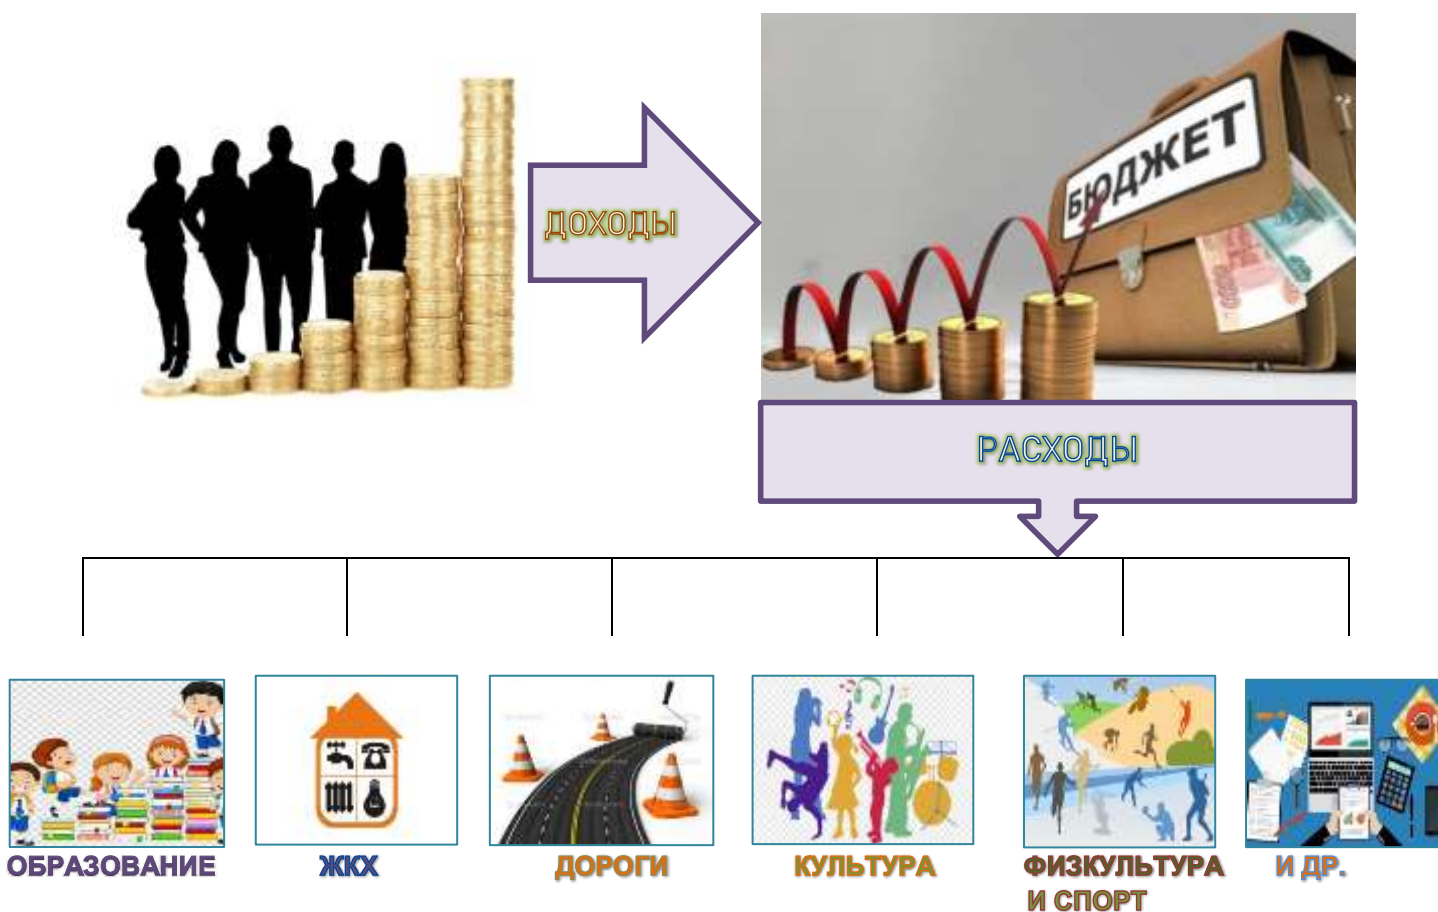 ДОХОДЫ
БЮДЖЕТ
РАСХОДЫ
ОБРАЗОВАНИЕ
ЖКХ
ДОРОГИ
КУЛЬТУРА
ФИЗКУЛЬТУРА
И СПОРТ
И ДР.